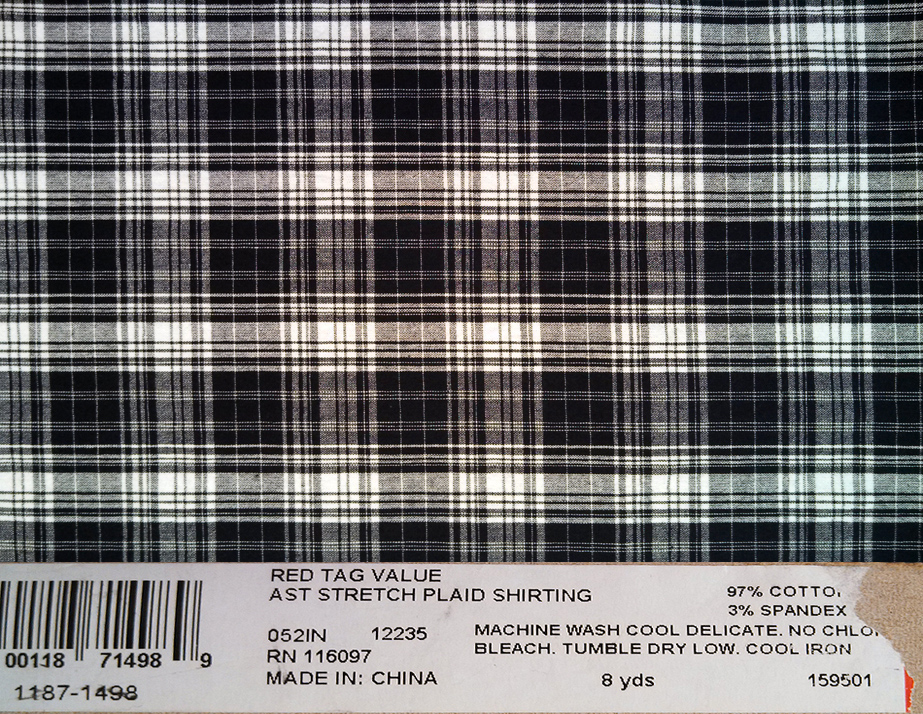 RED TAG VALUE
AST STRETCH PLAID SHIRTING
97% COTTO
3% SPANDEX
052IN 12235
MACHINE WASH COOL DELICATE. NO CHLO
BLEACH. TUMBLE DRY LOW. COOL IRON
RN 116097
MADE IN: CHINA
8 yds
159501
00118 71498 9
1187-1498